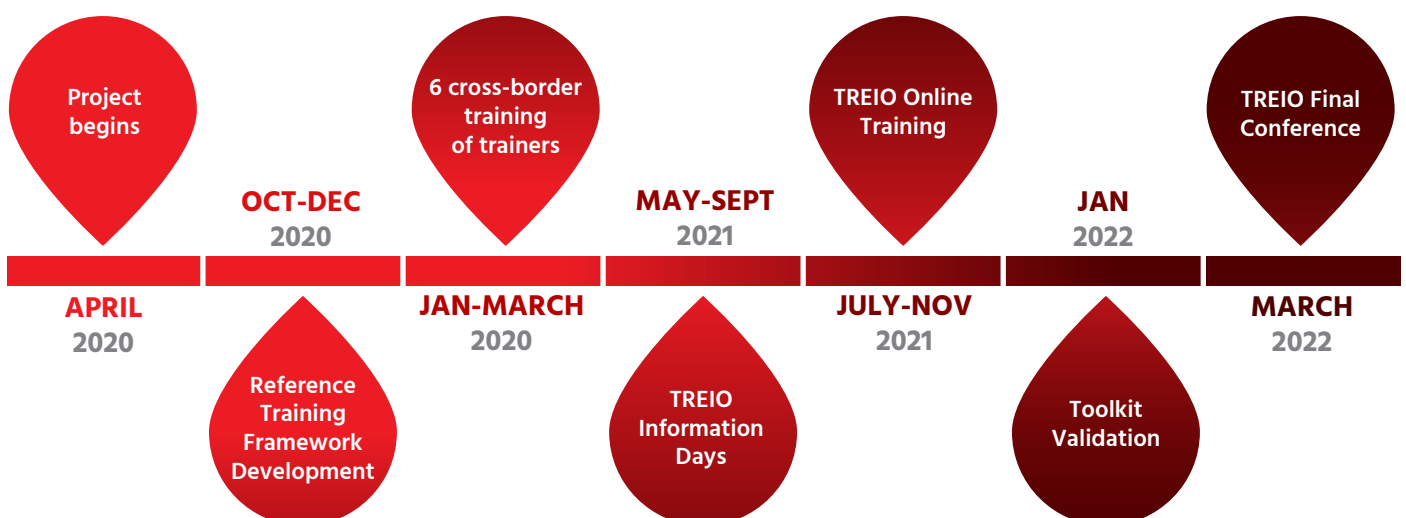 Project
begins
APRIL
2020
OCT-DEC
2020
Reference
Training
Framework
Development
6 cross-border
training
of trainers
JAN-MARCH
2020
MAY-SEPT
2021
TREIO
Information
Days
TREIO Online
Training
JULY-NOV
2021
JAN
2022
Toolkit
Validation
TREIO Final
Conference
MARCH
2022